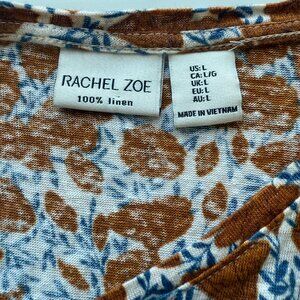 RACHEL ZOE
100% linen
US: L
CA: L/G
UK: L
EU: L
AU: L
MADE IN VIETNAM